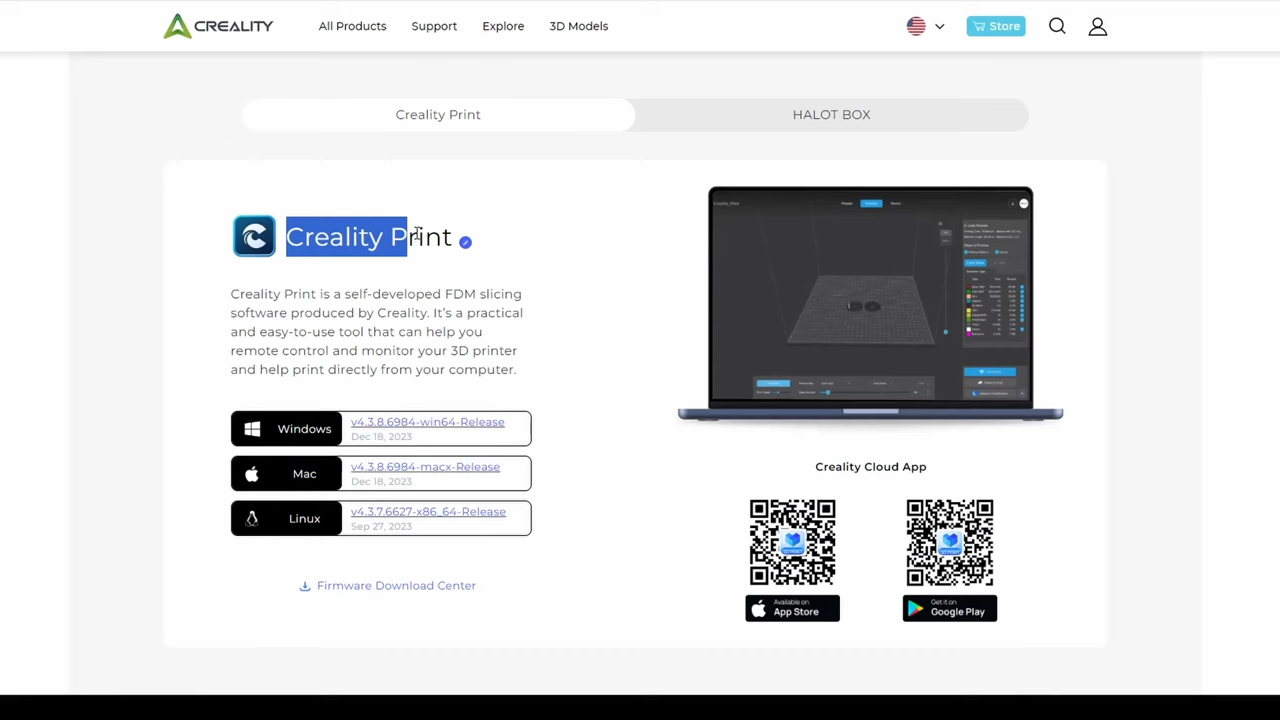 CREALITY
All Products
Support
Explore
3D Models
Store
Creality Print
HALOT BOX
Creality Print
Creality Print is a self-developed FDM slicing
software produced by Creality. It's a practical
and easy-to-use tool that can help you
remote control and monitor your 3D printer
and help print directly from your computer.
Windows
v4.3.8.6984-win64-Release
Dec 18, 2023
Mac
v4.3.8.6984-macx-Release
Dec 18, 2023
Linux
v4.3.7.6627-x86_64-Release
Sep 27, 2023
Firmware Download Center
Creality Cloud App
Available on
App Store
Get it on
Google Play